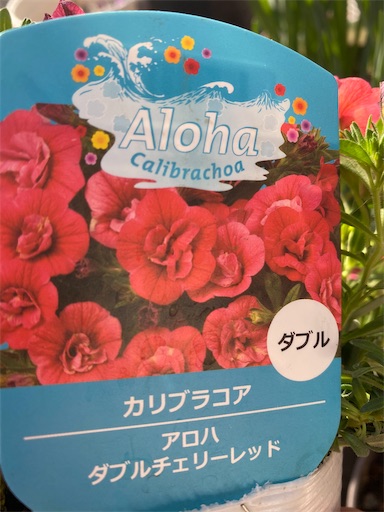 Aloha
Calibrachoa
ダブル
カリブラコア
アロハ
ダブルチェリーレッド